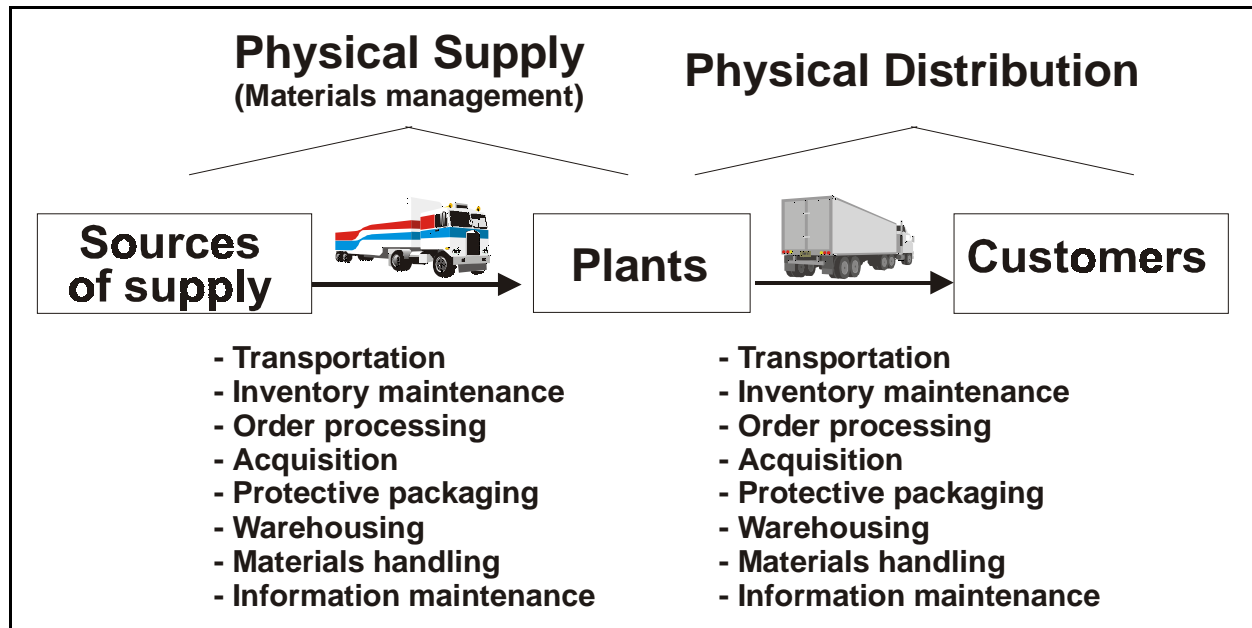 Physical Supply
(Materials management)
Physical Distribution
Sources
of supply
Plants
Customers
- Transportation
- Inventory maintenance
- Order processing
- Acquisition
- Protective packaging
- Warehousing
- Materials handling
- Information maintenance
- Transportation
- Inventory maintenance
- Order processing
- Acquisition
- Protective packaging
- Warehousing
- Materials handling
- Information maintenance